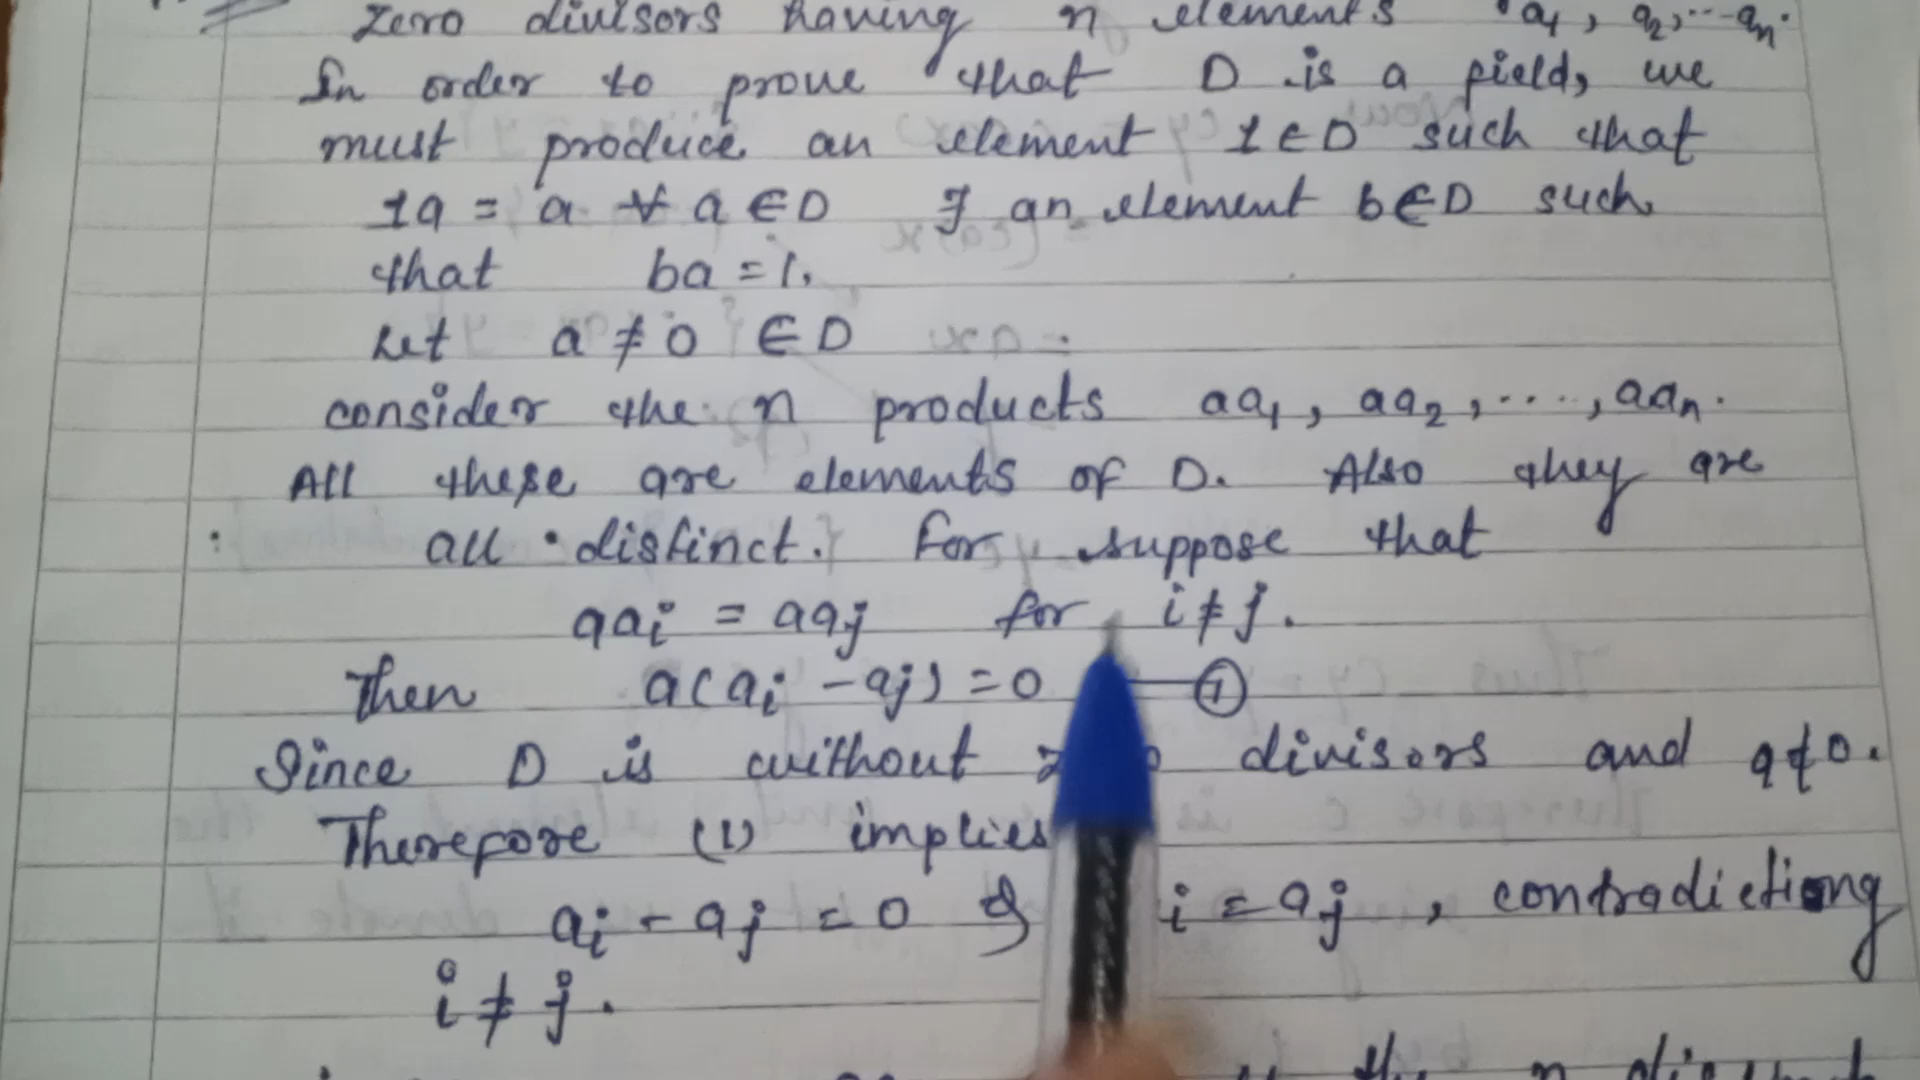 Zero divisors having n elements a1, a2, ... an.
In order to prove that D is a field, we
must produce an element 1 ∈ D such that
1a = a ∀ a ∈ D ∃ an element b ∈ D such
that ba = 1.
Let a ≠ 0 ∈ D
consider the n products aa1, aa2, ...., aan.
All these are elements of D. Also they are
all distinct. For suppose that
aai = aaj for i ≠ j.
Then a(ai - aj) = 0 — ①
Since D is without divisors and a ≠ 0.
Therefore (1) implies
ai - aj = 0 i = aj, contradictiong
i ≠ j.
the n